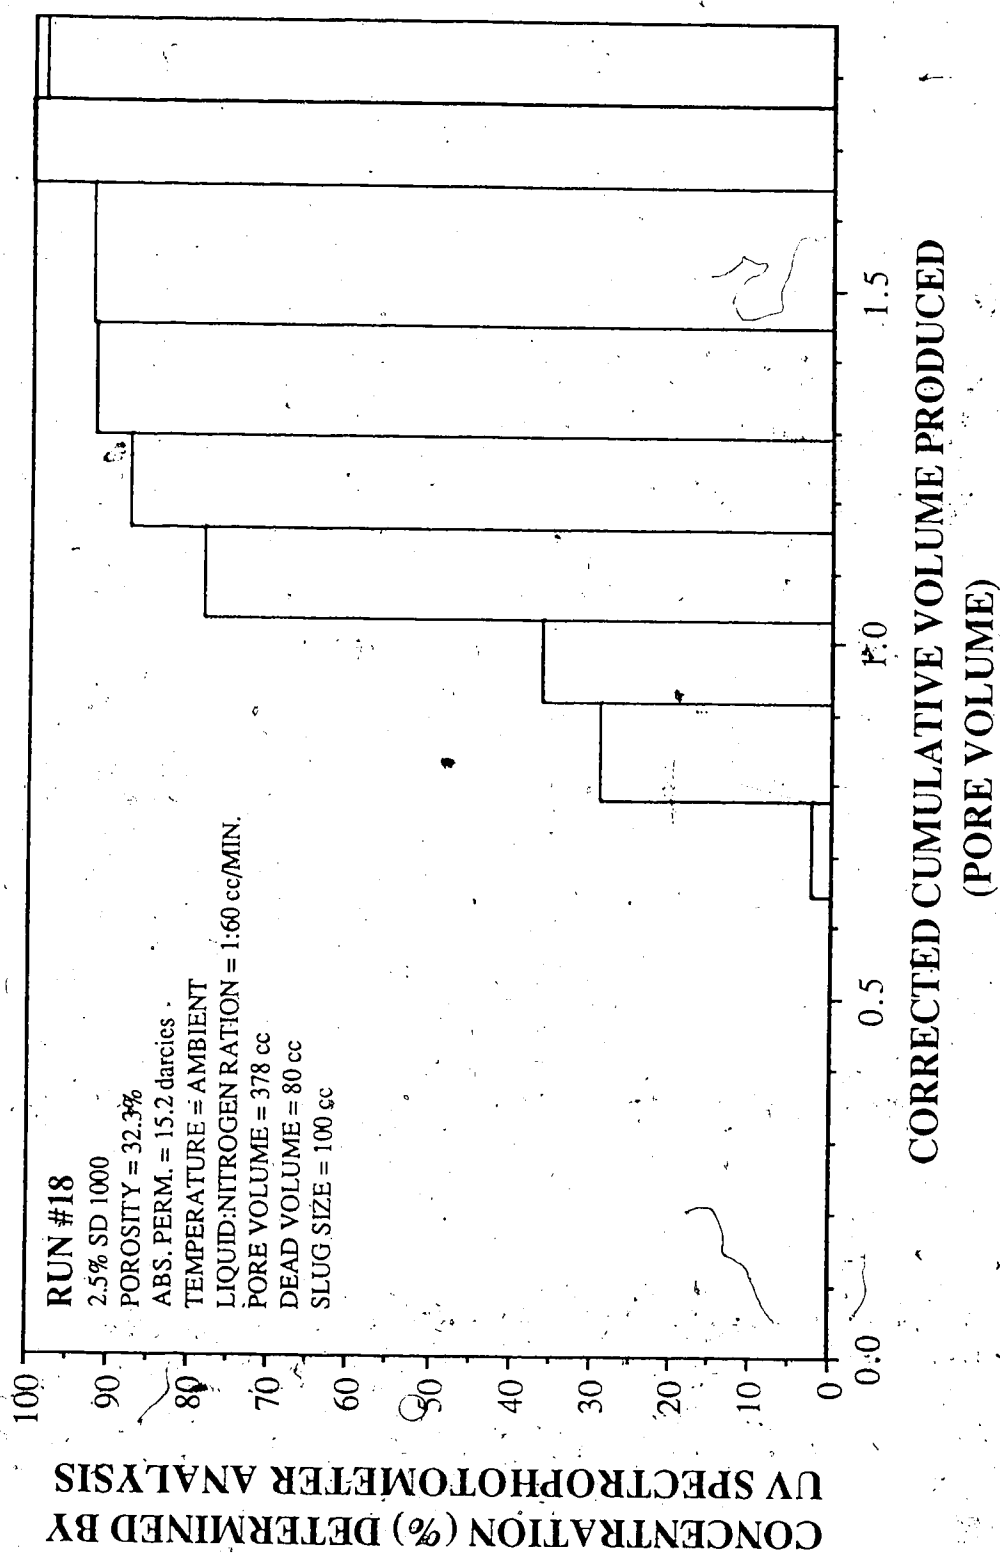 CONCENTRATION (%) DETERMINED BY
UV SPECTROPHOTOMETER ANALYSIS
100
90
80
70
60
50
40
30
20
10
0
RUN #18
2.5% SD 1000
POROSITY = 32.3%
ABS. PERM. = 15.2 darcies
TEMPERATURE = AMBIENT
LIQUID:NITROGEN RATION = 1:60 cc/MIN.
PORE VOLUME = 378 cc
DEAD VOLUME = 80 cc
SLUG SIZE = 100 cc
0.0
0.5
1.0
1.5
CORRECTED CUMULATIVE VOLUME PRODUCED
(PORE VOLUME)